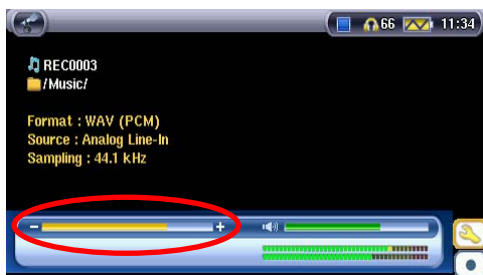 66 11:34
REC0003
/Music/
Format : WAV (PCM)
Source : Analog Line-In
Sampling : 44.1 kHz
- +